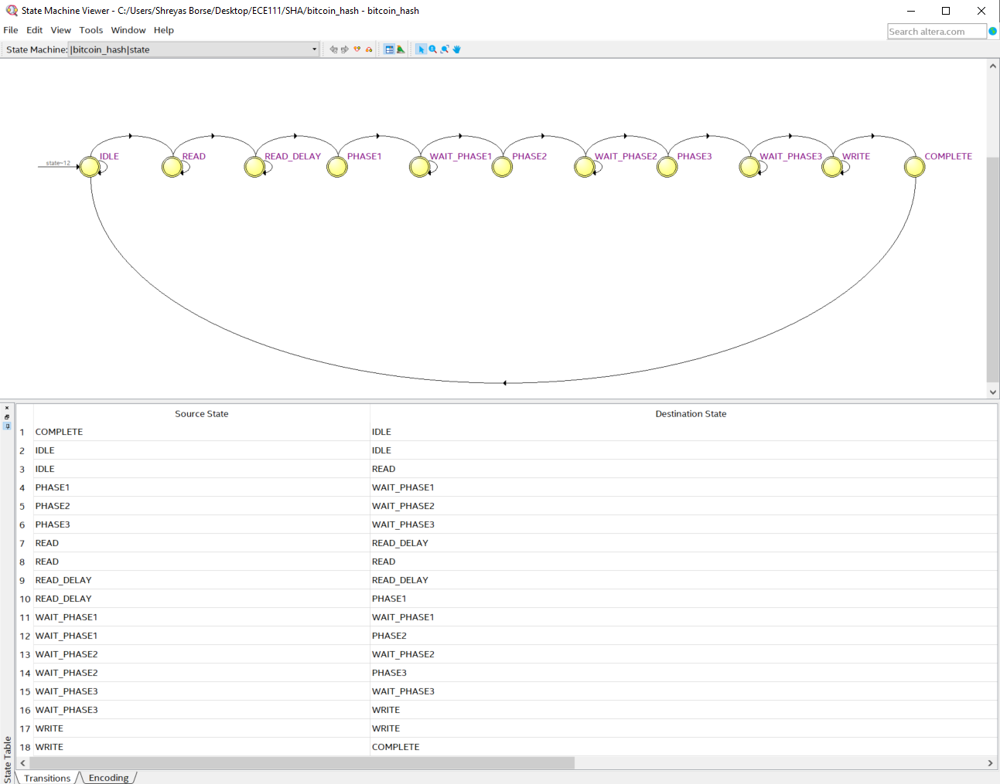 State Machine Viewer - C:/Users/Shreyas Borse/Desktop/ECE111/SHA/bitcoin_hash - bitcoin_hash
File Edit View Tools Window Help
Search altera.com
State Machine: |bitcoin_hash|state
IDLE READ READ_DELAY PHASE1 WAIT_PHASE1 PHASE2 WAIT_PHASE2 PHASE3 WAIT_PHASE3 WRITE COMPLETE
state~12
Source State Destination State
1 COMPLETE IDLE
2 IDLE IDLE
3 IDLE READ
4 PHASE1 WAIT_PHASE1
5 PHASE2 WAIT_PHASE2
6 PHASE3 WAIT_PHASE3
7 READ READ_DELAY
8 READ READ
9 READ_DELAY READ_DELAY
10 READ_DELAY PHASE1
11 WAIT_PHASE1 WAIT_PHASE1
12 WAIT_PHASE1 PHASE2
13 WAIT_PHASE2 WAIT_PHASE2
14 WAIT_PHASE2 PHASE3
15 WAIT_PHASE3 WAIT_PHASE3
16 WAIT_PHASE3 WRITE
17 WRITE WRITE
18 WRITE COMPLETE
State Table
Transitions Encoding